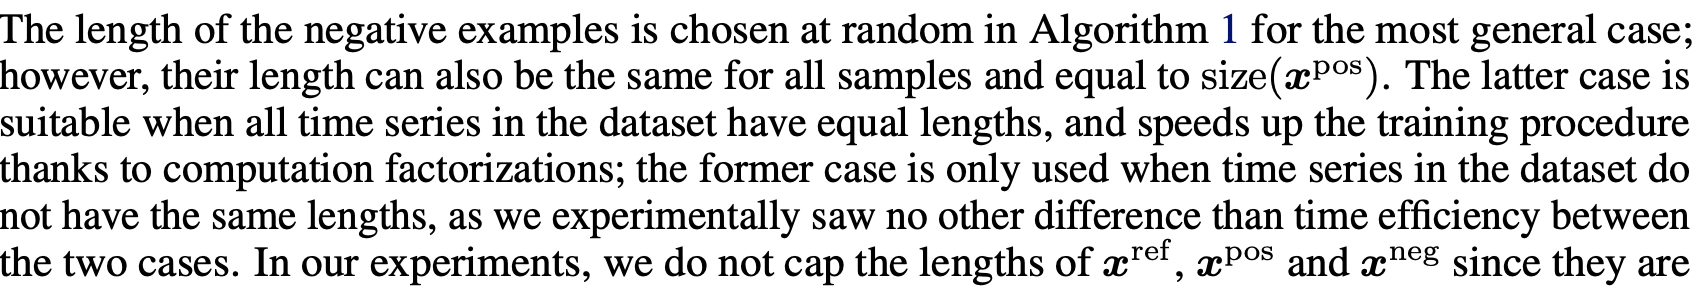 The length of the negative examples is chosen at random in Algorithm 1 for the most general case;
however, their length can also be the same for all samples and equal to size(𝒙^pos). The latter case is
suitable when all time series in the dataset have equal lengths, and speeds up the training procedure
thanks to computation factorizations; the former case is only used when time series in the dataset do
not have the same lengths, as we experimentally saw no other difference than time efficiency between
the two cases. In our experiments, we do not cap the lengths of 𝒙^ref, 𝒙^pos and 𝒙^neg since they are